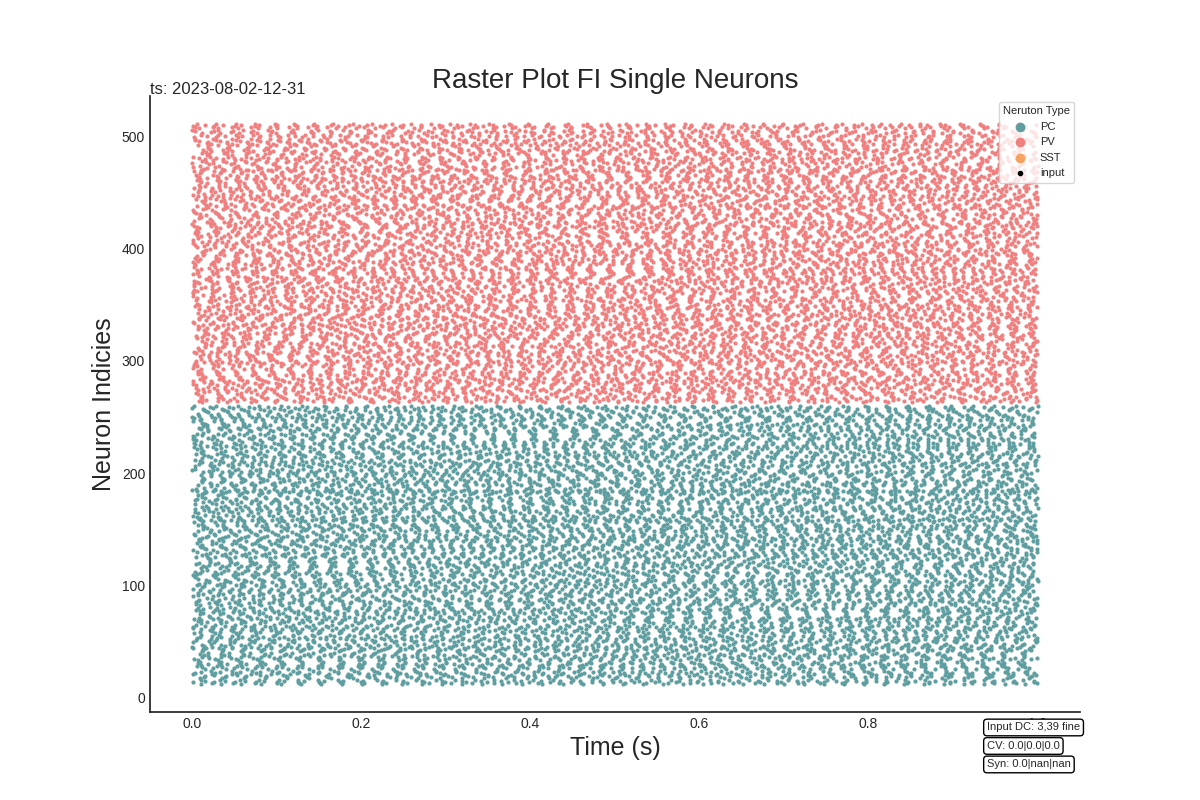 Raster Plot FI Single Neurons
ts: 2023-08-02-12-31
Neruton Type
PC
PV
SST
input
500
400
300
200
100
0
Neuron Indicies
0.0 0.2 0.4 0.6 0.8
Time (s)
Input DC: 3,39 fine
CV: 0.0|0.0|0.0
Syn: 0.0|nan|nan